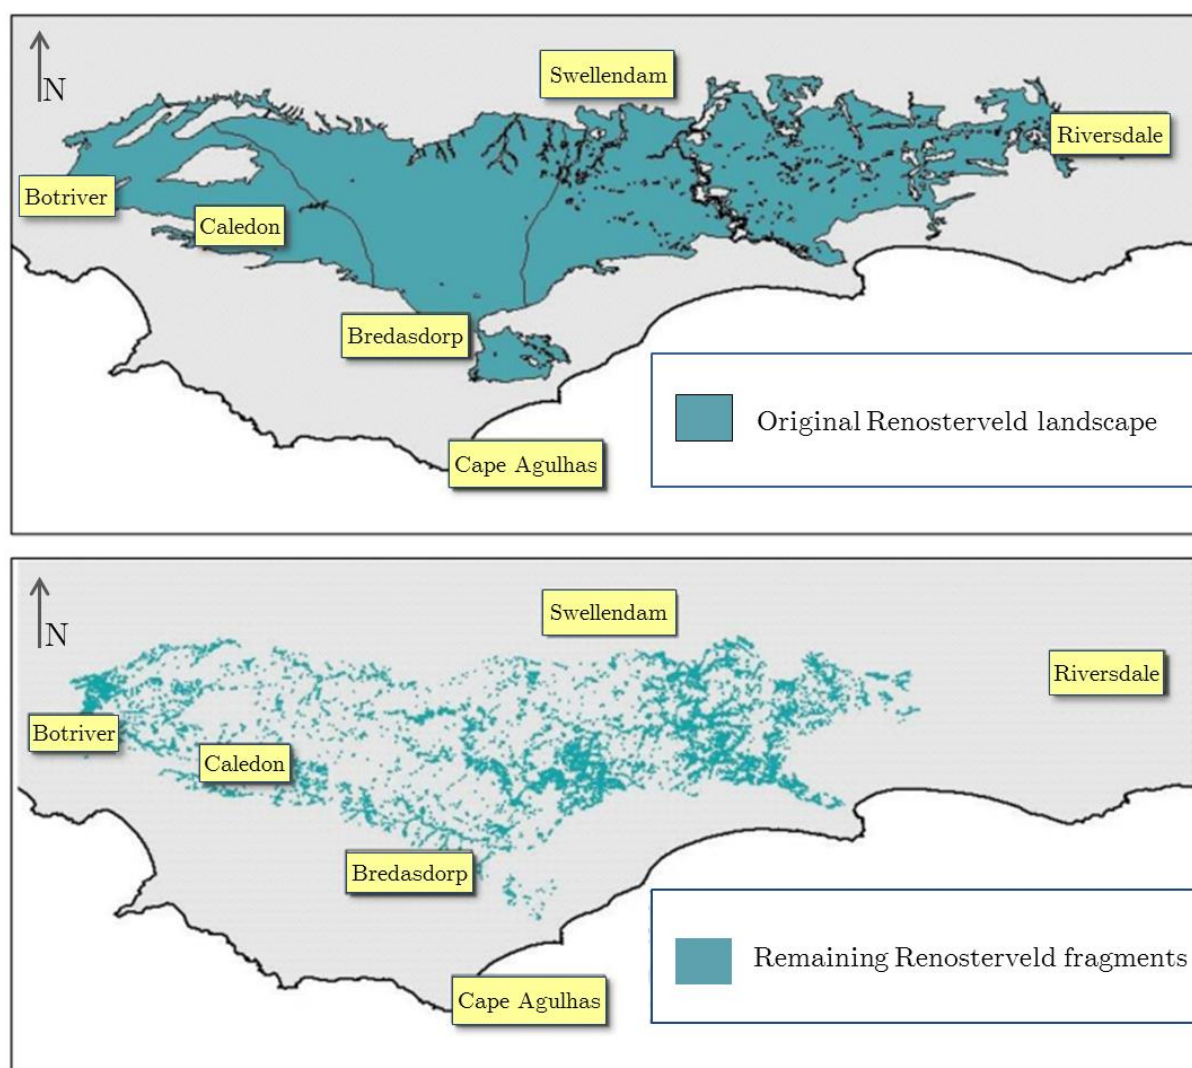 N
Swellendam
Riversdale
Botriver
Caledon
Bredasdorp
Original Renosterveld landscape
Cape Agulhas
N
Swellendam
Riversdale
Botriver
Caledon
Bredasdorp
Remaining Renosterveld fragments
Cape Agulhas